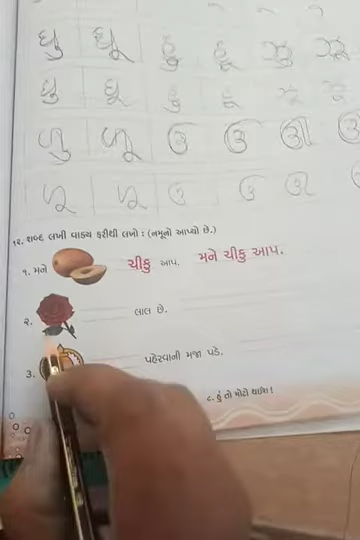 ધુ ધૂ હુ હૂ ઝુ ઝૂ
ધુ ધૂ હુ હૂ ઝુ ઝૂ
ળુ ળૂ ઉ ઉ ઊ
ળૂ ળૂ ઉ ઉ ઊ
૧૨. શબ્દ લખી વાક્ય ફરીથી લખો : (નમૂનો આપ્યો છે.)
૧. મને ચીકુ આપ. મને ચીકુ આપ.
૨. લાલ છે.
૩. પહેરવાની મજા પડે.
૮. હું તો મોટો થઈશ !